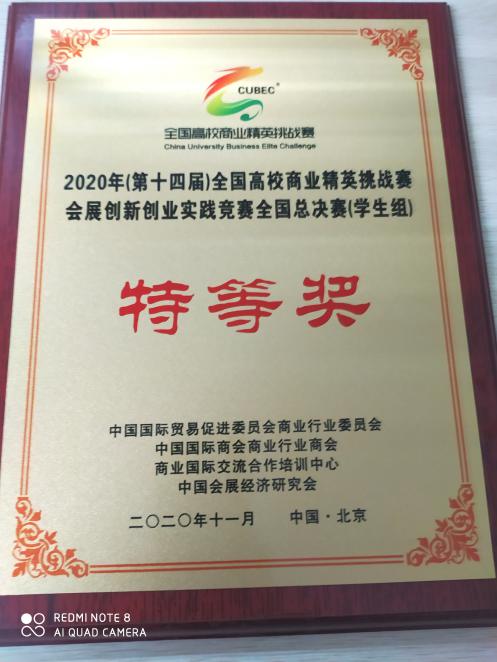 CUBEC®
全国高校商业精英挑战赛
China University Business Elite Challenge
2020年(第十四届)全国高校商业精英挑战赛
会展创新创业实践竞赛全国总决赛(学生组)
特等奖
中国国际贸易促进委员会商业行业委员会
中国国际商会商业行业商会
商业国际交流合作培训中心
中国会展经济研究会
二〇二〇年十一月 中国·北京
REDMI NOTE 8
AI QUAD CAMERA